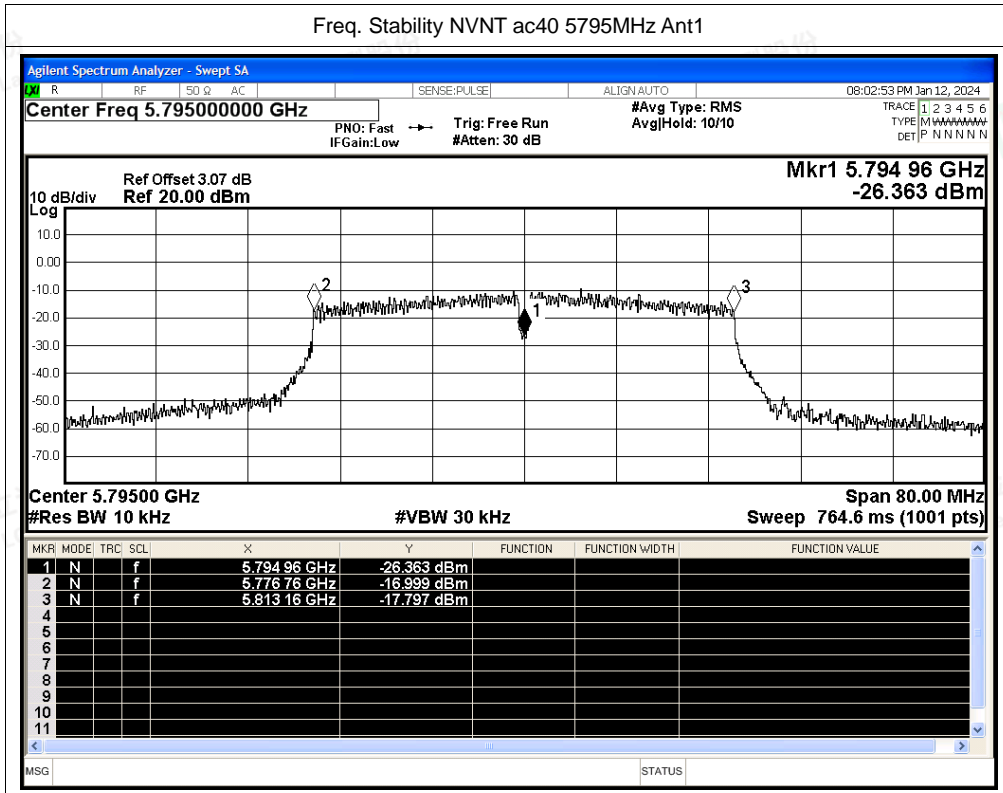 Freq. Stability NVNT ac40 5795MHz Ant1
Agilent Spectrum Analyzer - Swept SA
LXI R RF 50 Ω AC SENSE:PULSE ALIGN AUTO 08:02:53 PM Jan 12, 2024
Center Freq 5.795000000 GHz #Avg Type: RMS TRACE 1 2 3 4 5 6
PNO: Fast Trig: Free Run Avg|Hold: 10/10 TYPE M WWWWW
IFGain:Low #Atten: 30 dB DET P N N N N N
Mkr1 5.794 96 GHz
Ref Offset 3.07 dB
10 dB/div Ref 20.00 dBm -26.363 dBm
Log
10.0
0.00
-10.0
2
3
1
-20.0
-30.0
-40.0
-50.0
-60.0
-70.0
Center 5.79500 GHz Span 80.00 MHz
#Res BW 10 kHz #VBW 30 kHz Sweep 764.6 ms (1001 pts)
MKR MODE TRC SCL X Y FUNCTION FUNCTION WIDTH FUNCTION VALUE
1 N f 5.794 96 GHz -26.363 dBm
2 N f 5.776 76 GHz -16.999 dBm
3 N f 5.813 16 GHz -17.797 dBm
4
5
6
7
8
9
10
11
MSG STATUS